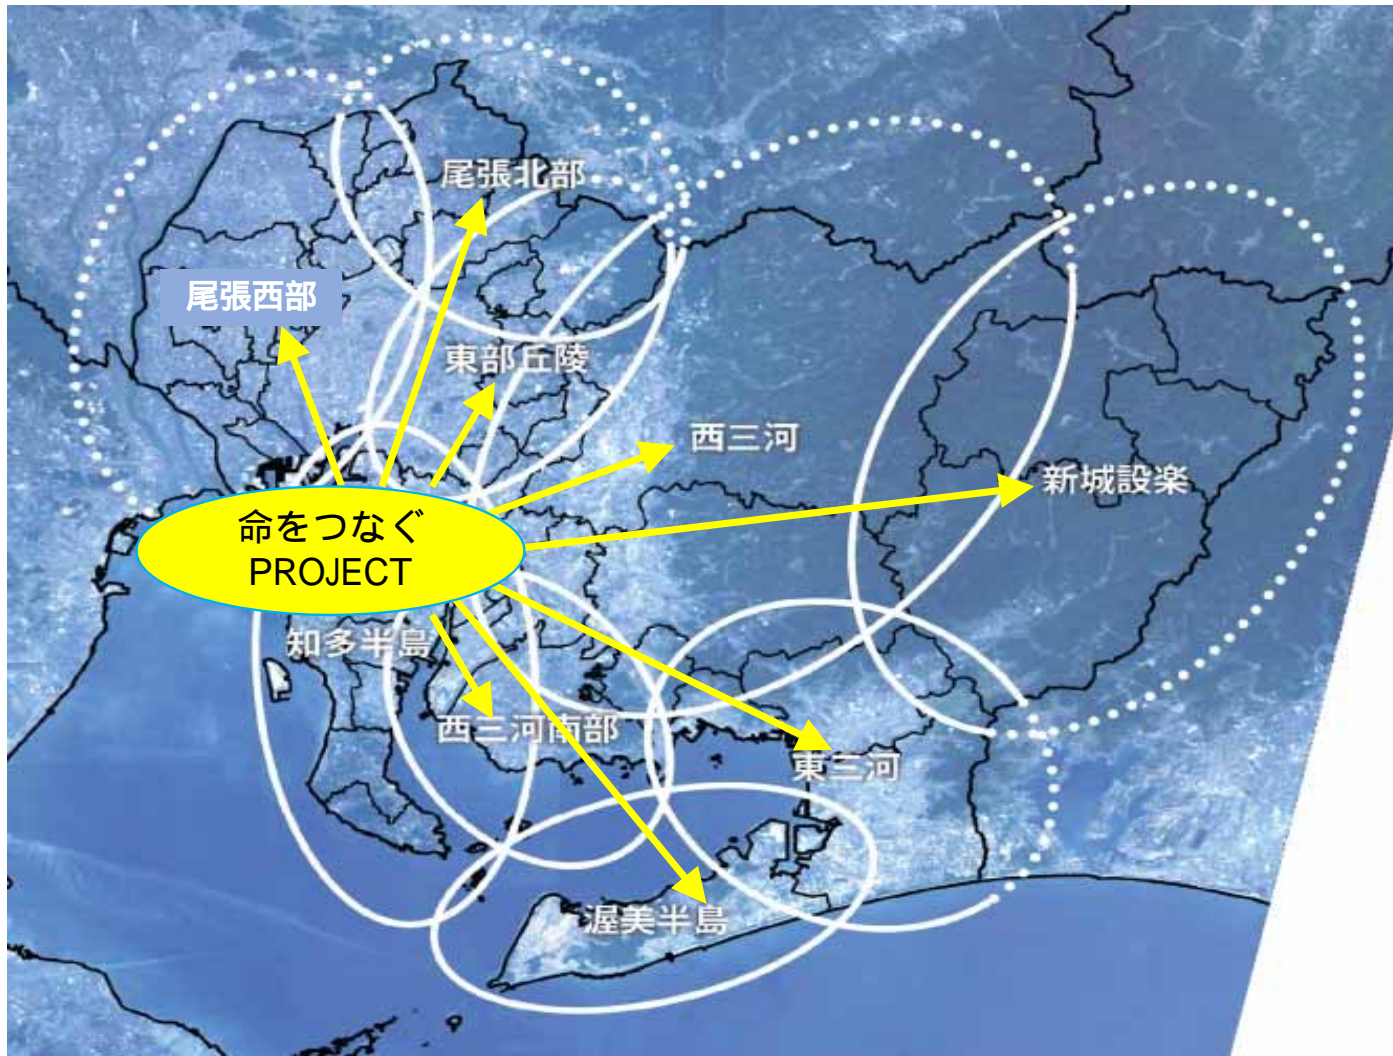 尾張北部
尾張西部
東部丘陵
西三河
新城設楽
命をつなぐ
PROJECT
知多半島
西三河南部
東三河
渥美半島